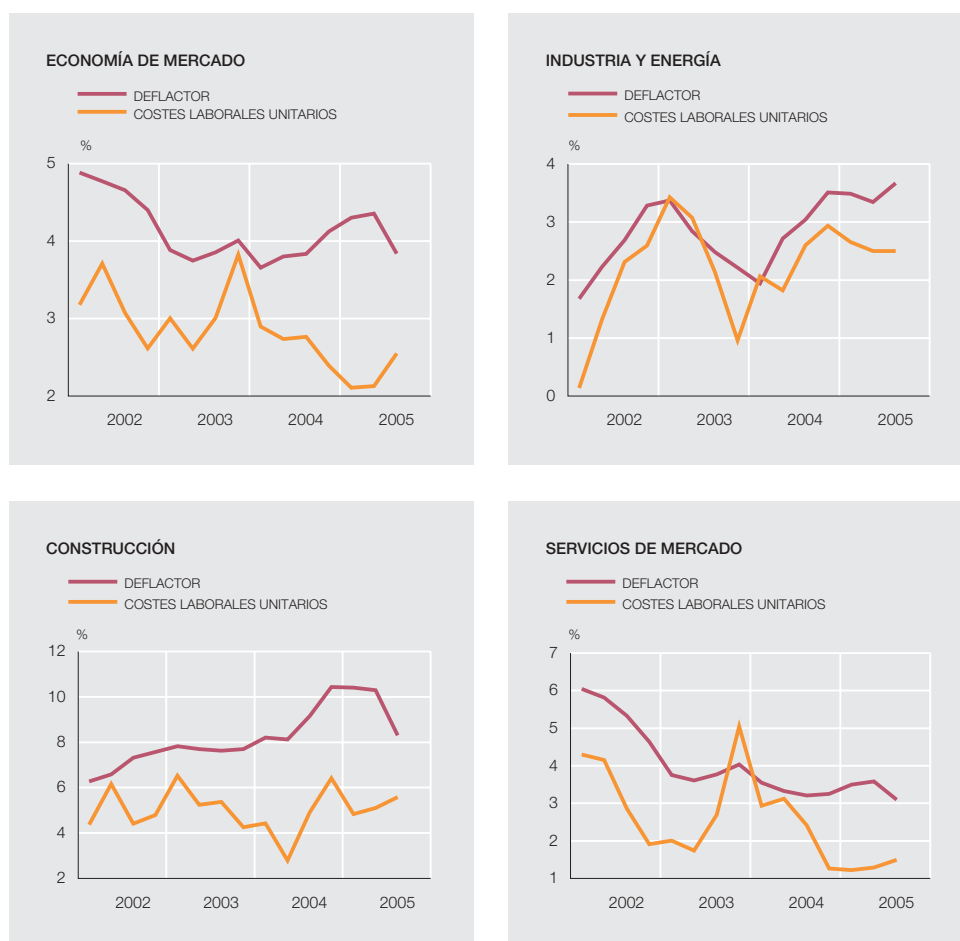 ECONOMÍA DE MERCADO
DEFLACTOR
COSTES LABORALES UNITARIOS
%
5
4
3
2
2002 2003 2004 2005
INDUSTRIA Y ENERGÍA
DEFLACTOR
COSTES LABORALES UNITARIOS
%
4
3
2
1
0
2002 2003 2004 2005
CONSTRUCCIÓN
DEFLACTOR
COSTES LABORALES UNITARIOS
%
12
10
8
6
4
2
2002 2003 2004 2005
SERVICIOS DE MERCADO
DEFLACTOR
COSTES LABORALES UNITARIOS
%
7
6
5
4
3
2
1
2002 2003 2004 2005